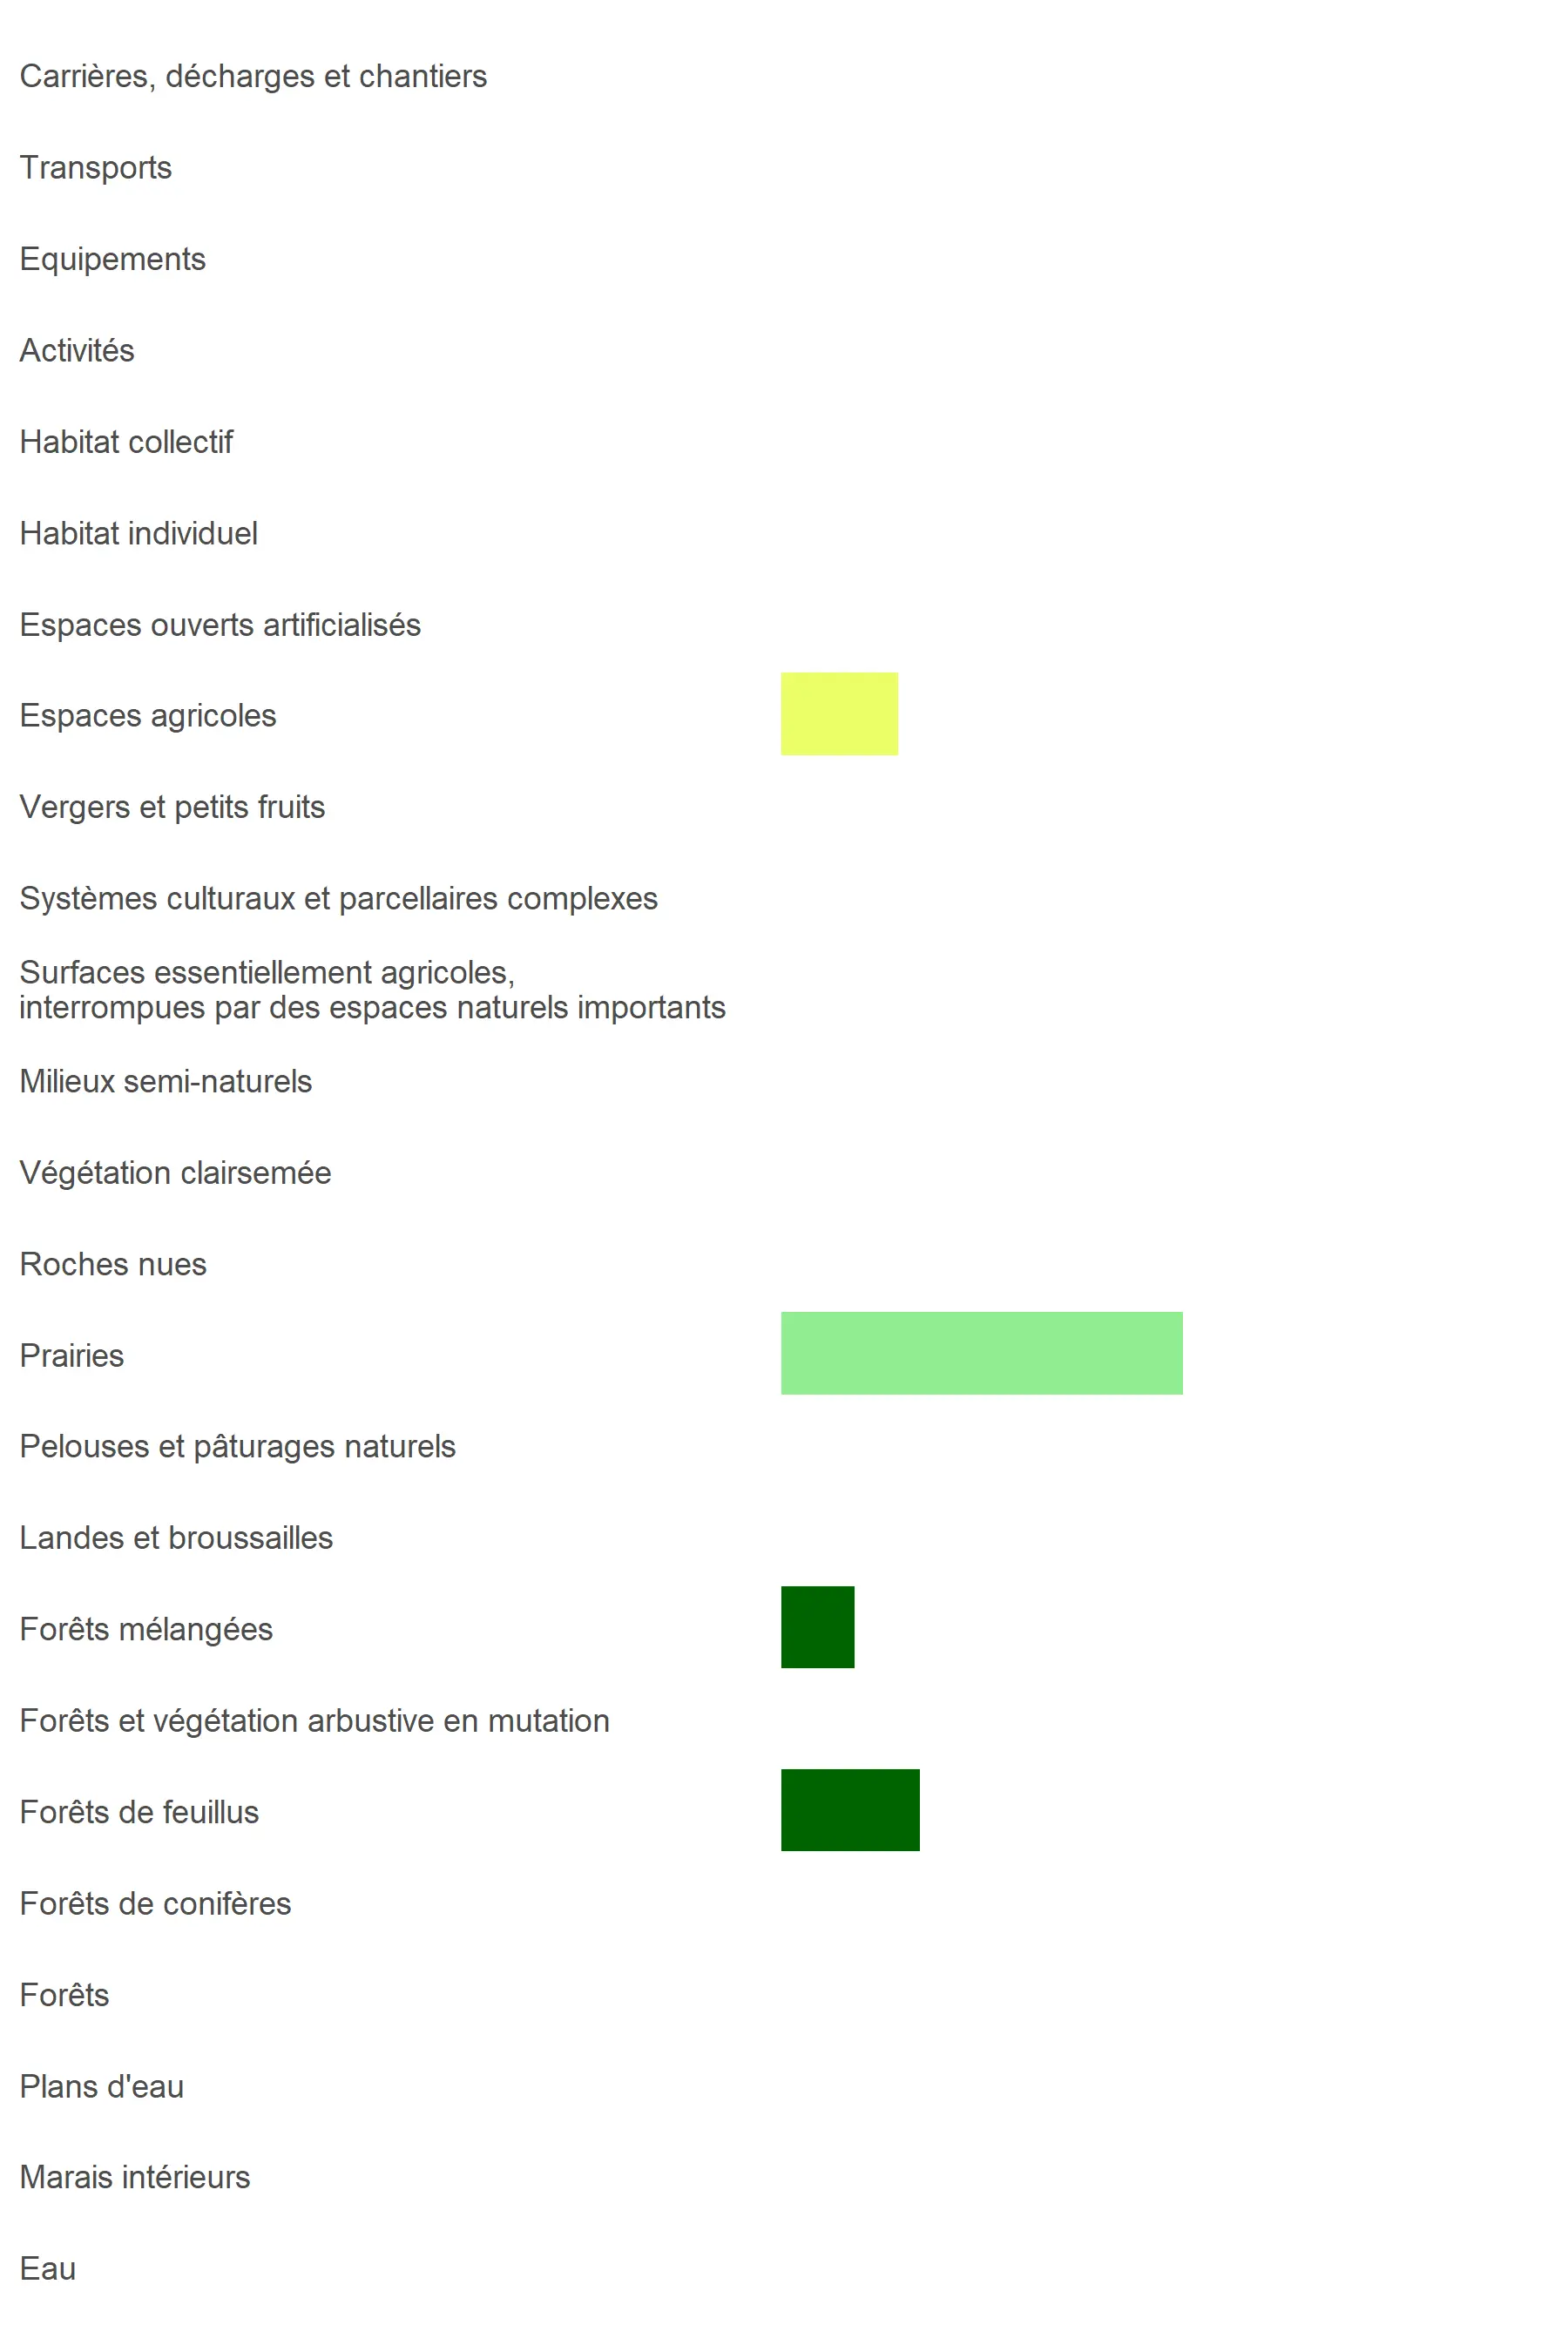 Carrières, décharges et chantiers
Transports
Equipements
Activités
Habitat collectif
Habitat individuel
Espaces ouverts artificialisés
Espaces agricoles
Vergers et petits fruits
Systèmes culturaux et parcellaires complexes
Surfaces essentiellement agricoles,
interrompues par des espaces naturels importants
Milieux semi-naturels
Végétation clairsemée
Roches nues
Prairies
Pelouses et pâturages naturels
Landes et broussailles
Forêts mélangées
Forêts et végétation arbustive en mutation
Forêts de feuillus
Forêts de conifères
Forêts
Plans d'eau
Marais intérieurs
Eau